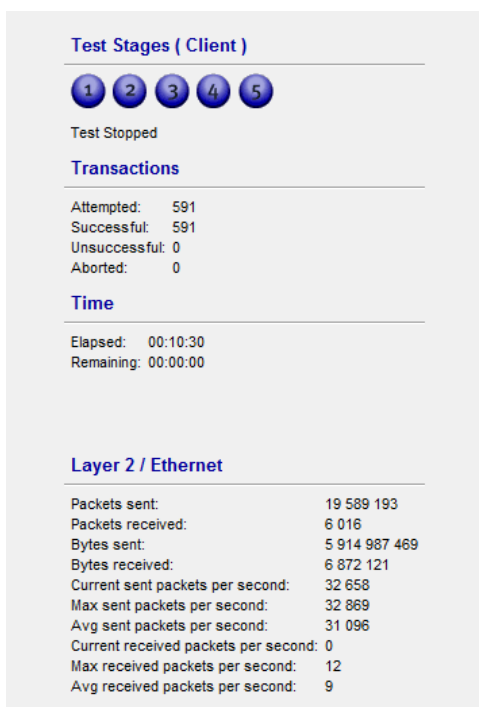 Test Stages ( Client )
1 2 3 4 5
Test Stopped
Transactions
Attempted: 591
Successful: 591
Unsuccessful: 0
Aborted: 0
Time
Elapsed: 00:10:30
Remaining: 00:00:00
Layer 2 / Ethernet
Packets sent: 19 589 193
Packets received: 6 016
Bytes sent: 5 914 987 469
Bytes received: 6 872 121
Current sent packets per second: 32 658
Max sent packets per second: 32 869
Avg sent packets per second: 31 096
Current received packets per second: 0
Max received packets per second: 12
Avg received packets per second: 9